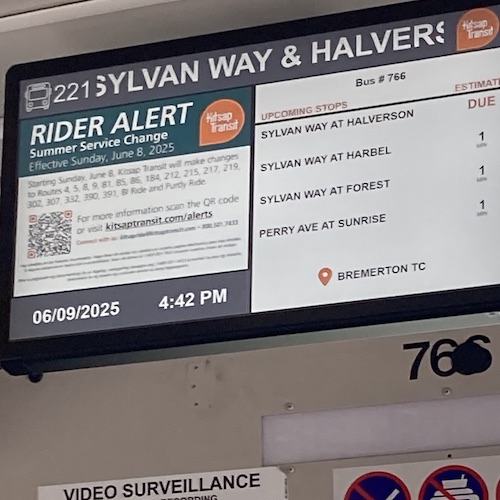 221 SYLVAN WAY & HALVERS
Kitsap Transit
Bus # 766
RIDER ALERT
Summer Service Change
Effective Sunday, June 8, 2025
Kitsap Transit
Starting Sunday, June 8, Kitsap Transit will make changes
to Routes 4, 5, 8, 9, 81, 85, 86, 184, 212, 215, 217, 219,
302, 307, 332, 390, 391, BI Ride and Purdy Ride.
For more information scan the QR code
or visit kitsaptransit.com/alerts
UPCOMING STOPS
ESTIMAT
DUE
SYLVAN WAY AT HALVERSON
1
MIN
SYLVAN WAY AT HARBEL
1
MIN
SYLVAN WAY AT FOREST
1
MIN
PERRY AVE AT SUNRISE
BREMERTON TC
06/09/2025 4:42 PM
766
VIDEO SURVEILLANCE
RECORDING